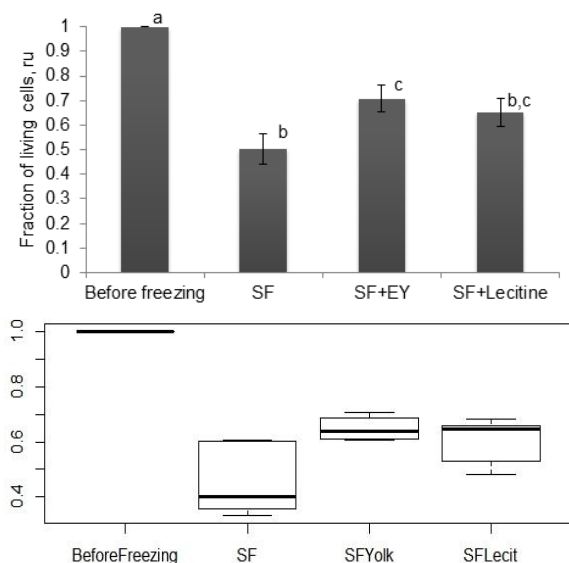 Fraction of living cells, ru
1
0.9
0.8
0.7
0.6
0.5
0.4
0.3
0.2
0.1
0
a
b
c
b,c
Before freezing SF SF+EY SF+Lecitine
1.0
0.8
0.6
0.4
BeforeFreezing SF SFYolk SFLecit